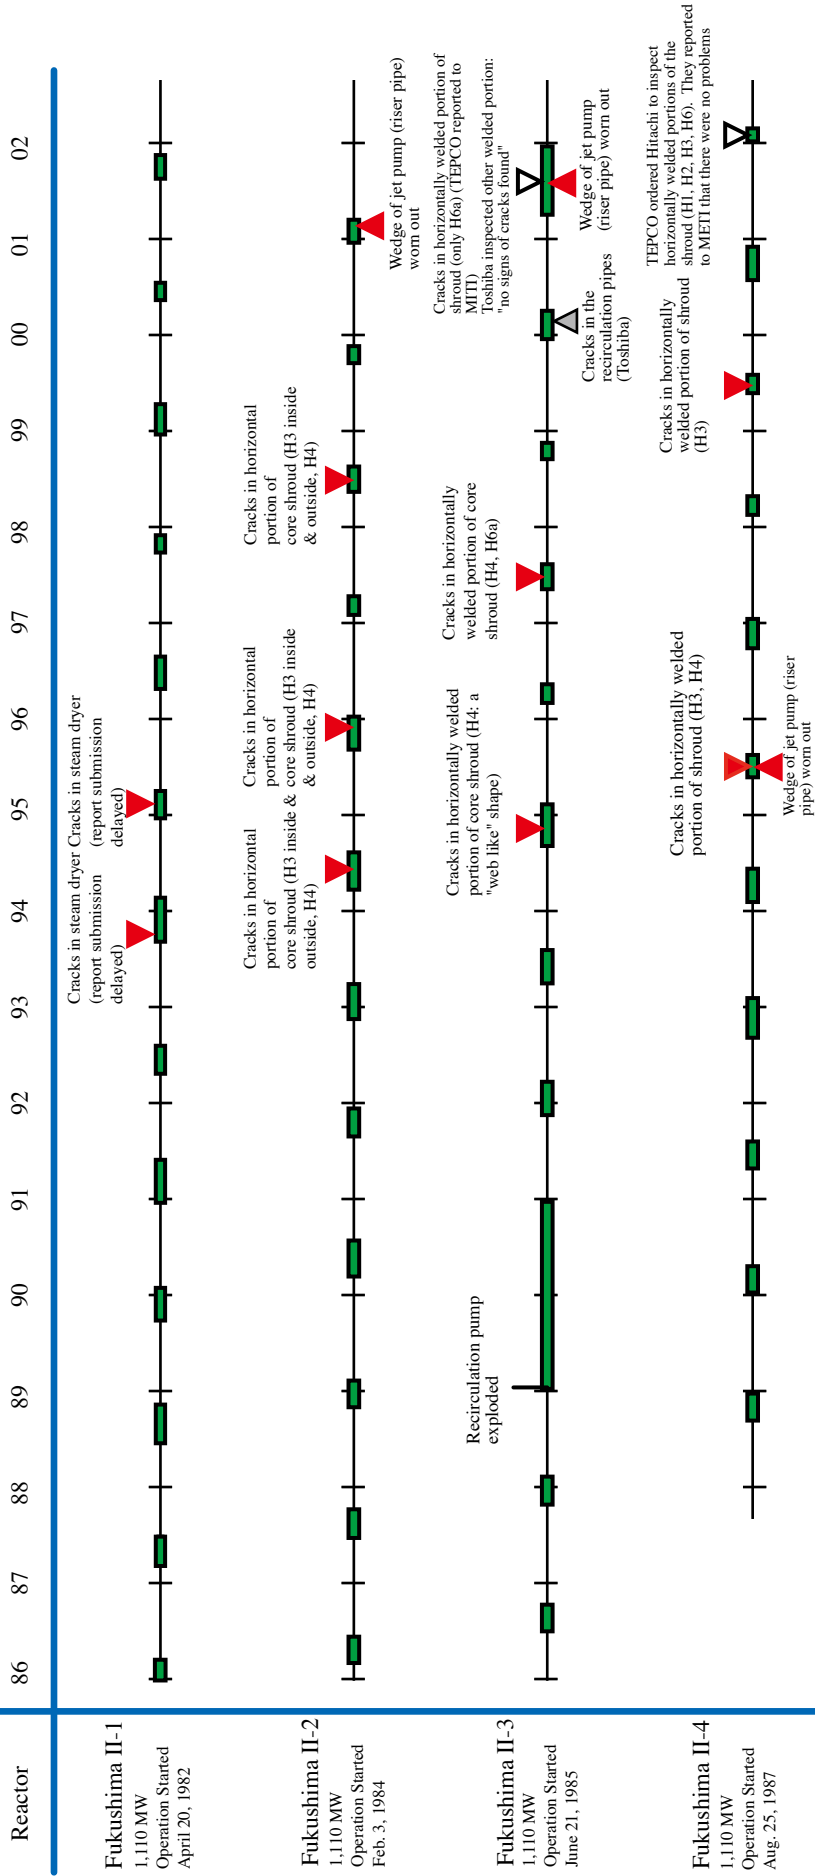 Reactor
86
87
88
89
90
91
92
93
94
95
96
97
98
99
00
01
02
Fukushima II-1
1,110 MW
Operation Started
April 20, 1982
Cracks in steam dryer
(report submission
delayed)
Cracks in steam dryer
(report submission
delayed)
Fukushima II-2
1,110 MW
Operation Started
Feb. 3, 1984
Cracks in horizontal
portion of
core shroud (H3 inside &
outside, H4)
Cracks in horizontal
portion of
core shroud (H3 inside
& outside, H4)
Cracks in horizontal
portion of
core shroud (H3 inside
& outside, H4)
Wedge of jet pump (riser pipe)
worn out
Fukushima II-3
1,110 MW
Operation Started
June 21, 1985
Recirculation pump
exploded
Cracks in horizontally welded
portion of core shroud (H4: a
"web like" shape)
Cracks in horizontally
welded portion of core
shroud (H4, H6a)
Cracks in the
recirculation pipes
(Toshiba)
Cracks in horizontally welded portion of
shroud (only H6a) (TEPCO reported to
MITI)
Toshiba inspected other welded portion:
"no signs of cracks found"
Wedge of jet pump
(riser pipe) worn out
Fukushima II-4
1,110 MW
Operation Started
Aug. 25, 1987
Cracks in horizontally welded
portion of shroud (H3, H4)
Wedge of jet pump (riser
pipe) worn out
Cracks in horizontally
welded portion of shroud
(H3)
TEPCO ordered Hitachi to inspect
horizontally welded portions of the
shroud (H1, H2, H3, H6). They reported
to METI that there were no problems